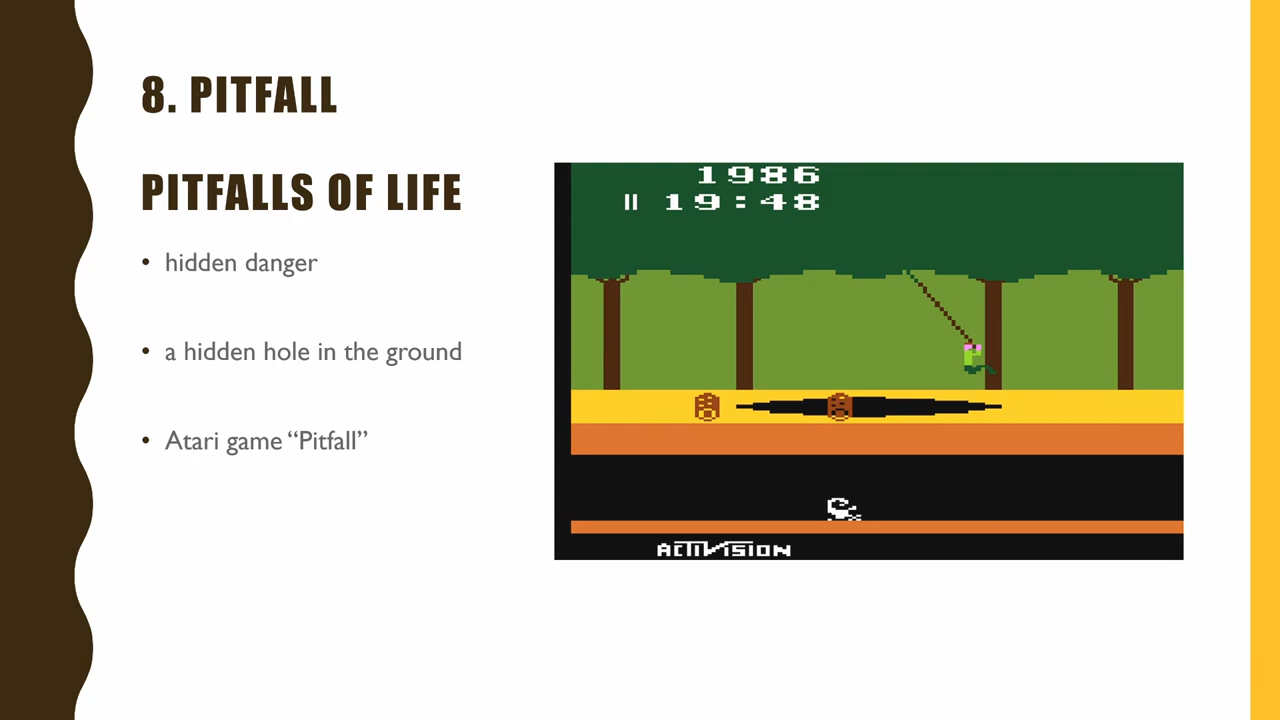 8. PITFALL
PITFALLS OF LIFE
• hidden danger
• a hidden hole in the ground
• Atari game “Pitfall”
1986
II 19:48
ACTIVISION